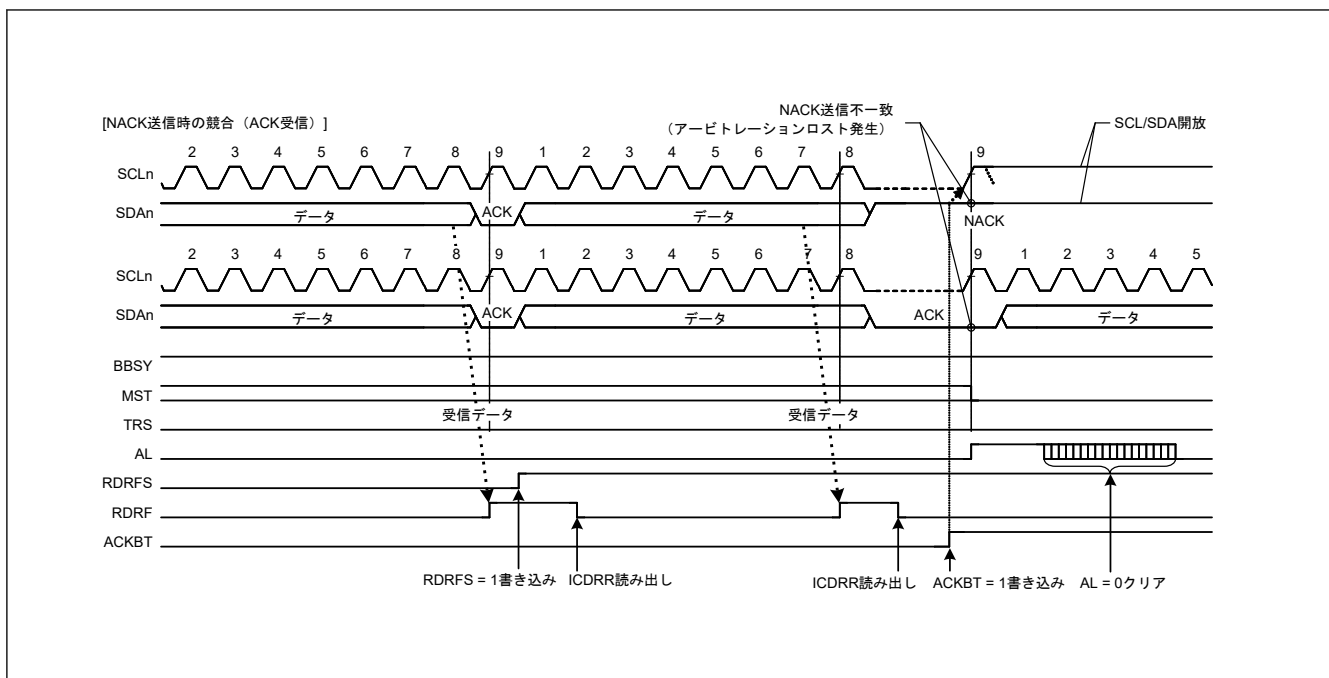 [NACK送信時の競合（ACK受信）]
NACK送信不一致
（アービトレーションロスト発生）
SCL/SDA開放
2 3 4 5 6 7 8 9 1 2 3 4 5 6 7 8 9
SCLn
SDAn データ ACK データ NACK
2 3 4 5 6 7 8 9 1 2 3 4 5 6 7 8 9 1 2 3 4 5
SCLn
SDAn データ ACK データ ACK データ
BBSY
MST
受信データ 受信データ
TRS
AL
RDRFS
RDRF
ACKBT
RDRFS = 1書き込み ICDRR読み出し ICDRR読み出し ACKBT = 1書き込み AL = 0クリア